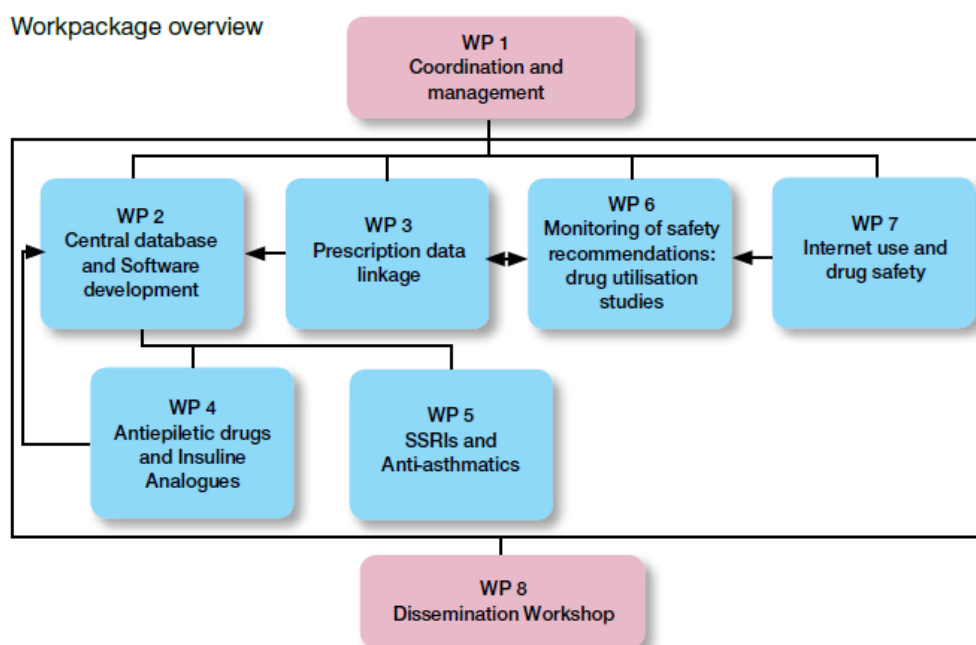 Workpackage overview
WP 1
Coordination and
management
WP 2
Central database
and Software
development
WP 3
Prescription data
linkage
WP 6
Monitoring of safety
recommendations:
drug utilisation
studies
WP 7
Internet use and
drug safety
WP 4
Antiepiletic drugs
and Insuline
Analogues
WP 5
SSRIs and
Anti-asthmatics
WP 8
Dissemination
Workshop